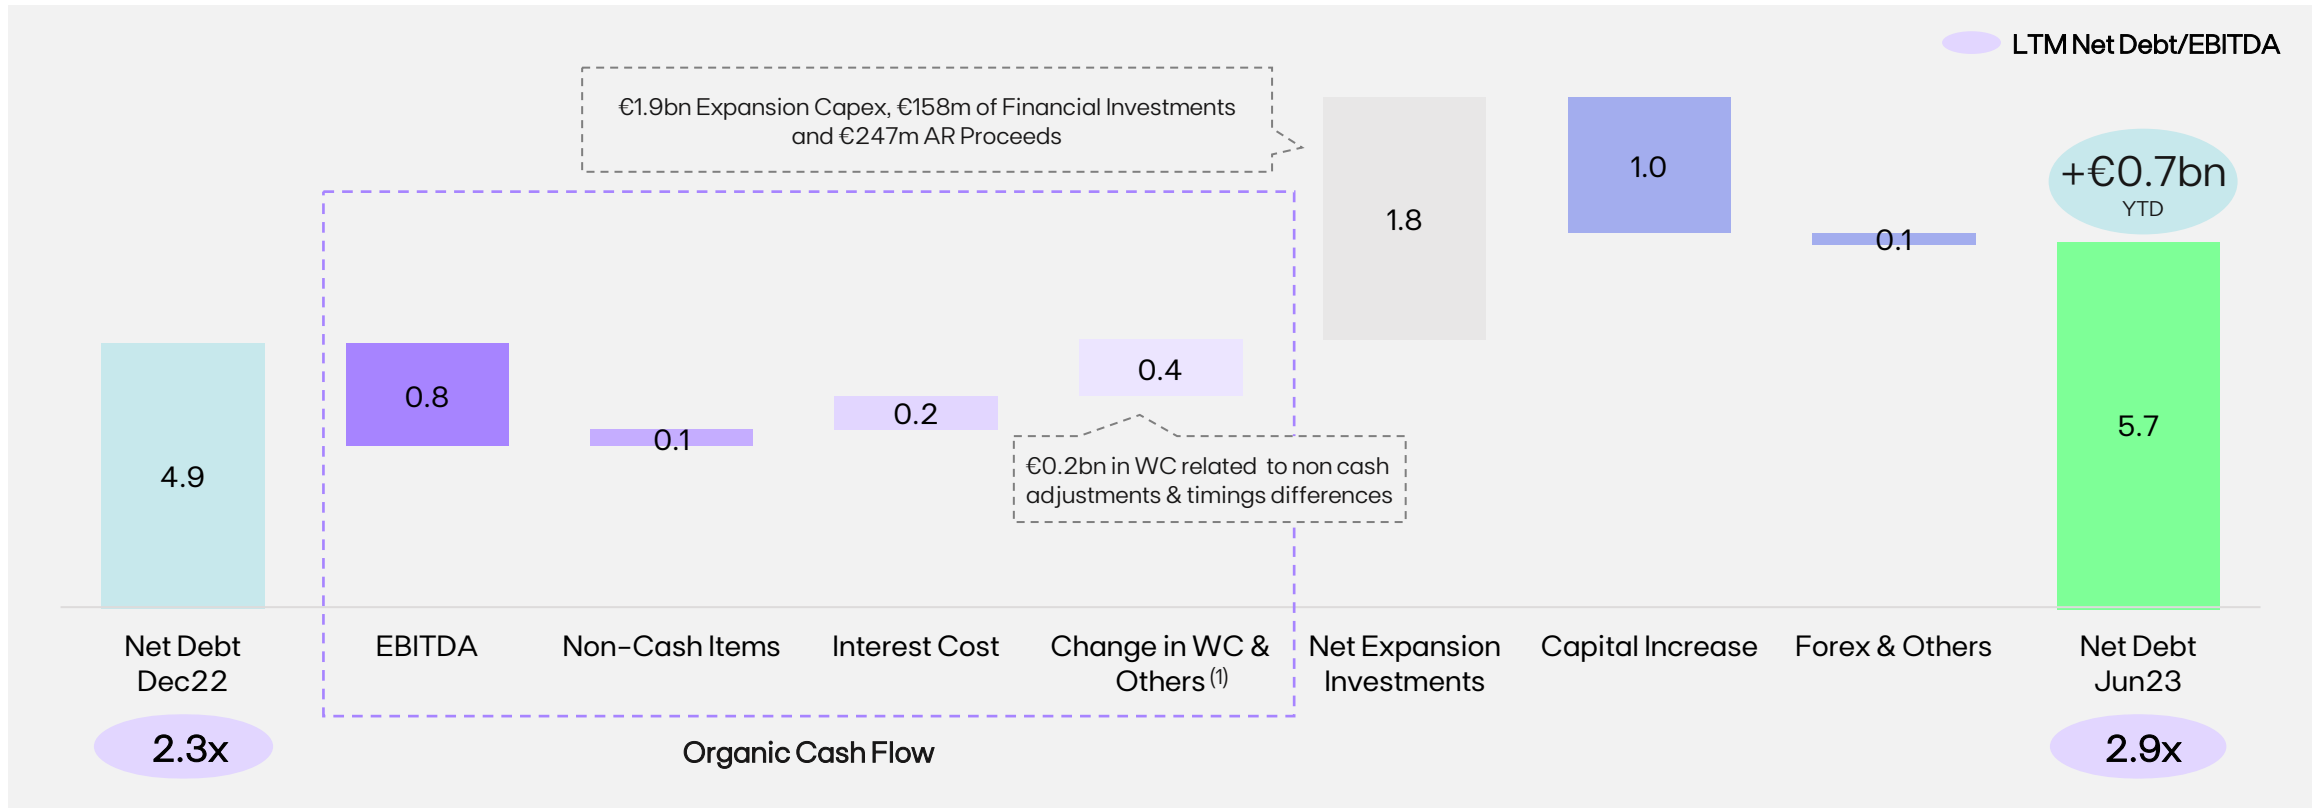 LTM Net Debt/EBITDA
€1.9bn Expansion Capex, €158m of Financial Investments
and €247m AR Proceeds
+€0.7bn
YTD
4.9
0.8
0.1
0.2
0.4
1.8
1.0
0.1
5.7
€0.2bn in WC related to non cash
adjustments & timings differences
Net Debt
Dec22
EBITDA
Non-Cash Items
Interest Cost
Change in WC &
Others (1)
Net Expansion
Investments
Capital Increase
Forex & Others
Net Debt
Jun23
2.3x
Organic Cash Flow
2.9x